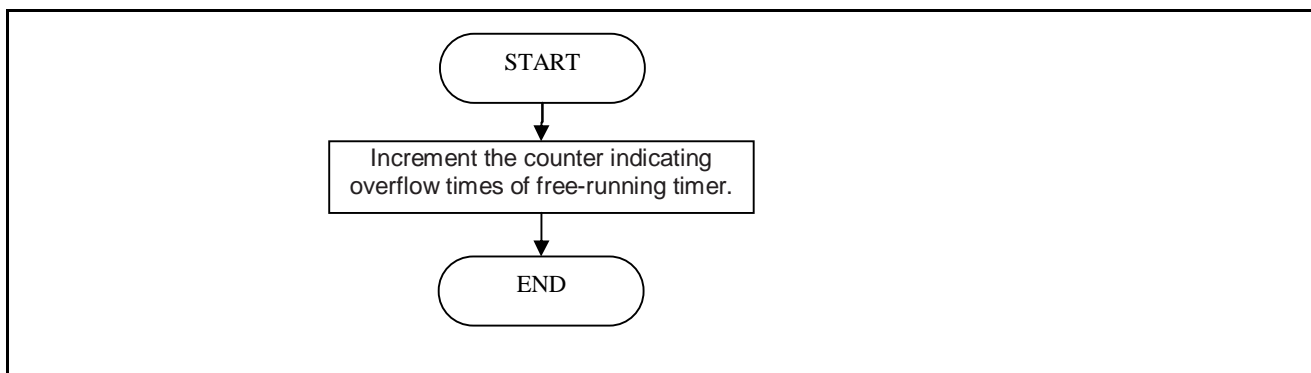 START
Increment the counter indicating
overflow times of free-running timer.
END